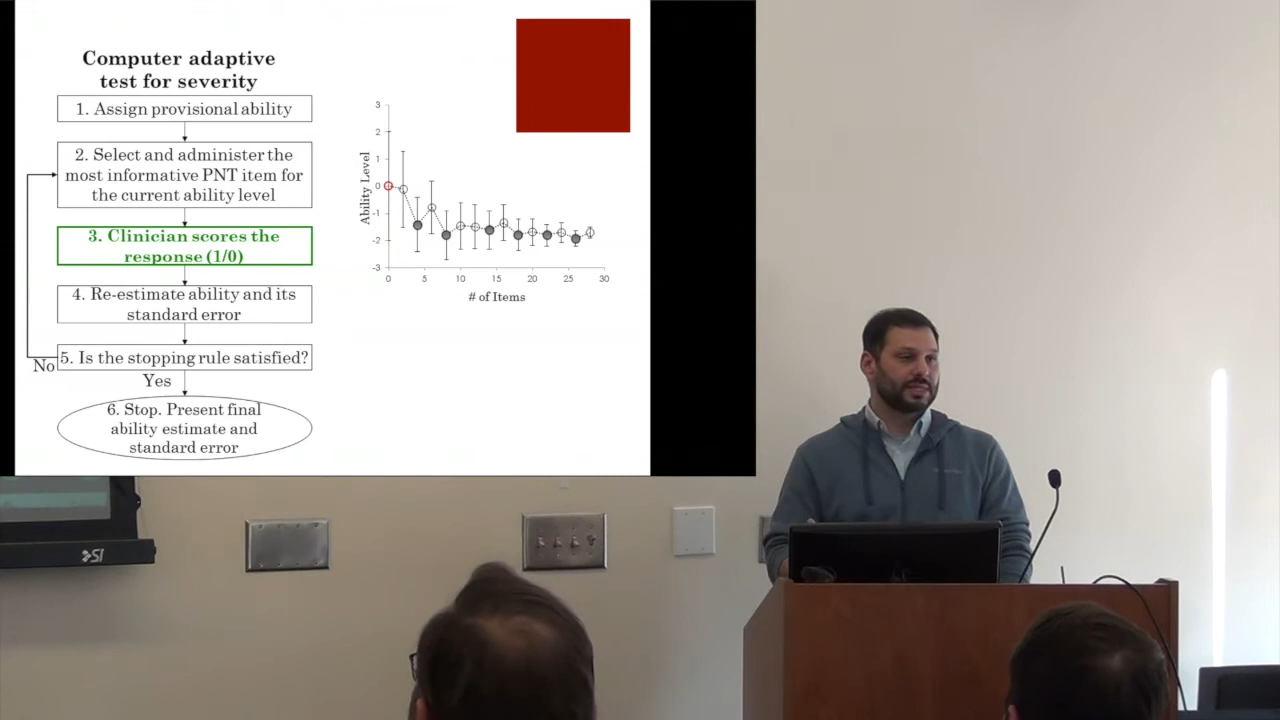 Computer adaptive
test for severity
1. Assign provisional ability
2. Select and administer the
most informative PNT item for
the current ability level
3. Clinician scores the
response (1/0)
4. Re-estimate ability and its
standard error
5. Is the stopping rule satisfied?
No
Yes
6. Stop. Present final
ability estimate and
standard error
Ability Level
3
2
1
0
-1
-2
-3
0 5 10 15 20 25 30
# of Items
SI